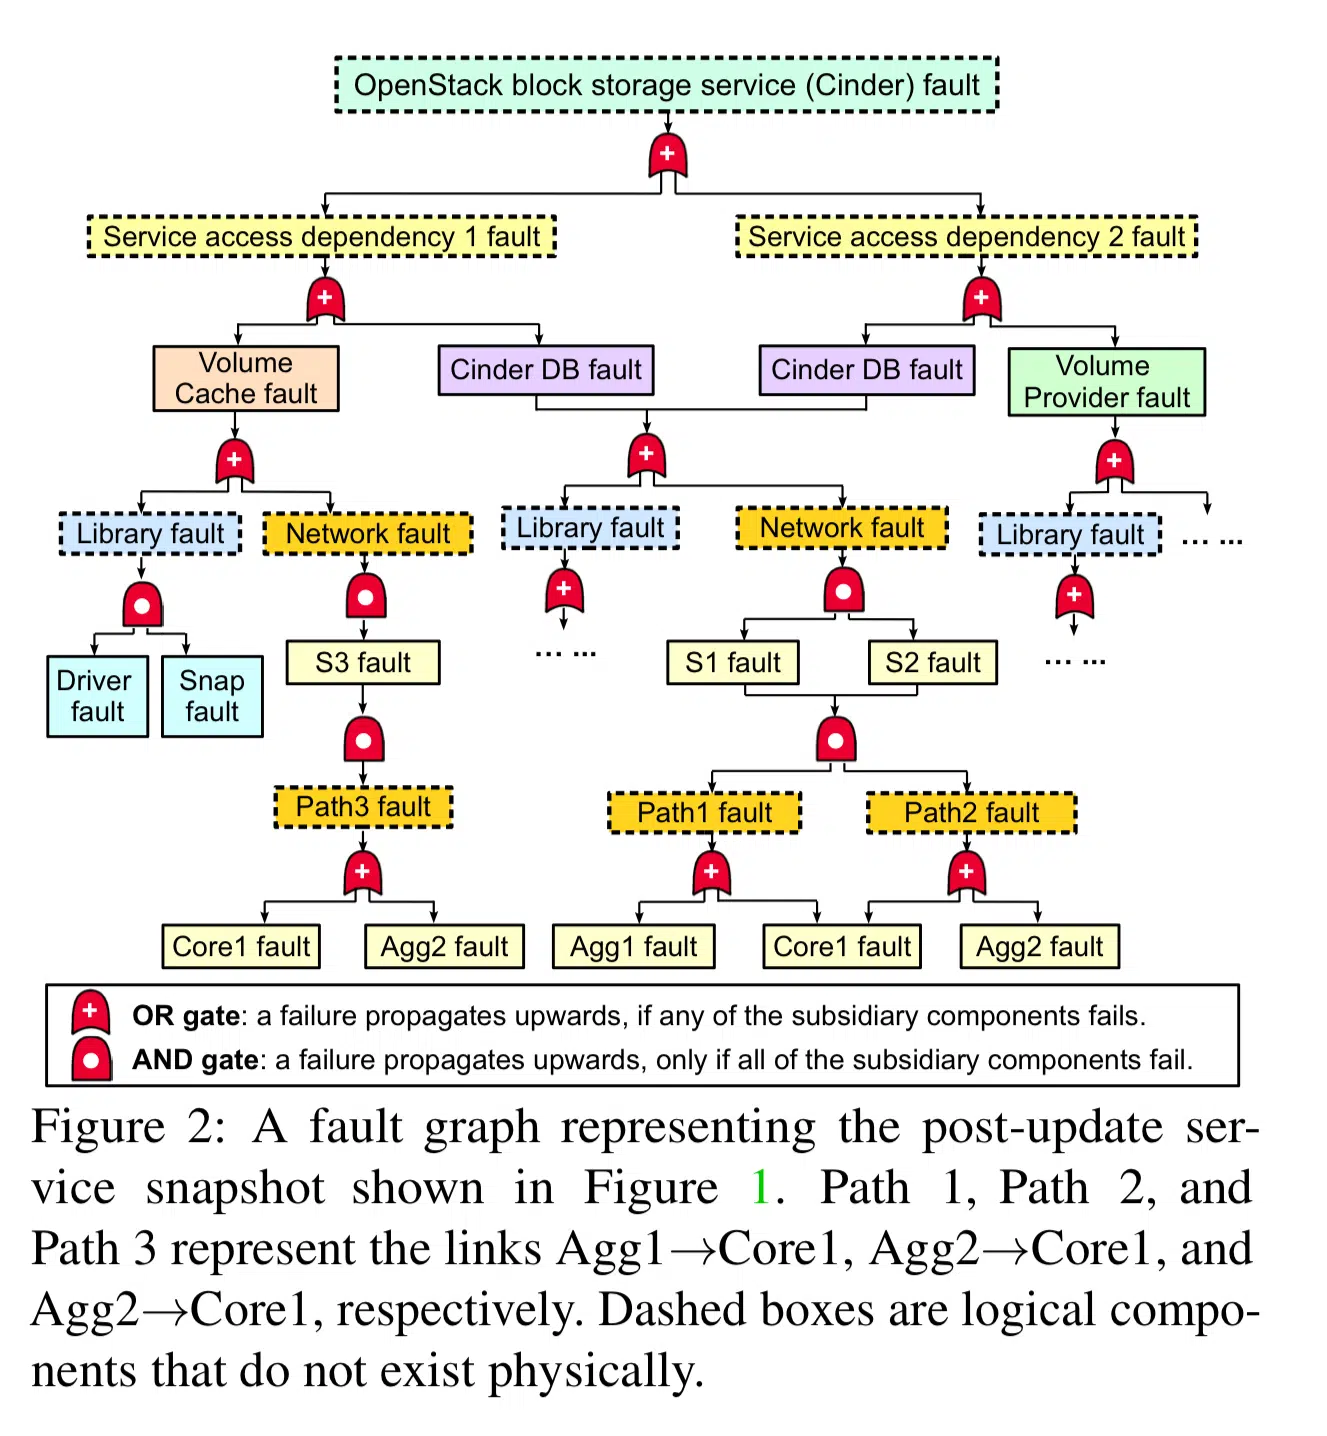 OpenStack block storage service (Cinder) fault
+
Service access dependency 1 fault
Service access dependency 2 fault
+
+
Volume
Cache fault
Cinder DB fault
Cinder DB fault
Volume
Provider fault
+
+
+
Library fault
Network fault
Library fault
Network fault
Library fault
... ...
+
+
... ...
... ...
Driver
fault
Snap
fault
S3 fault
S1 fault
S2 fault
Path3 fault
Path1 fault
Path2 fault
+
+
+
Core1 fault
Agg2 fault
Agg1 fault
Core1 fault
Agg2 fault
+
OR gate: a failure propagates upwards, if any of the subsidiary components fails.
AND gate: a failure propagates upwards, only if all of the subsidiary components fail.
Figure 2: A fault graph representing the post-update ser-
vice snapshot shown in Figure 1. Path 1, Path 2, and
Path 3 represent the links Agg1→Core1, Agg2→Core1, and
Agg2→Core1, respectively. Dashed boxes are logical compo-
nents that do not exist physically.